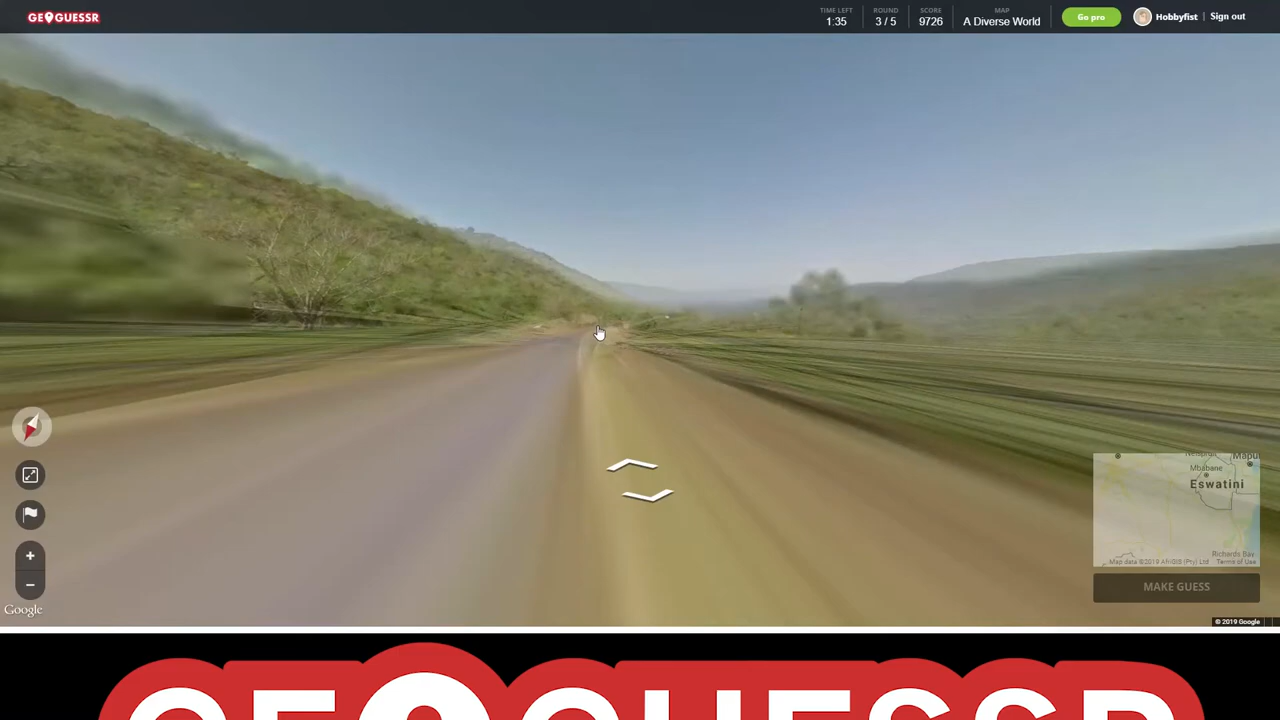 GEOGUESSR
TIME LEFT
1:35
ROUND
3 / 5
SCORE
9726
MAP
A Diverse World
Go pro
Hobbyfist
Sign out
Mbabane
Eswatini
Richards Bay
Map data ©2019 AfriGIS (Pty) Ltd Terms of Use
MAKE GUESS
+
−
Google
© 2019 Google
GEOGUESSR